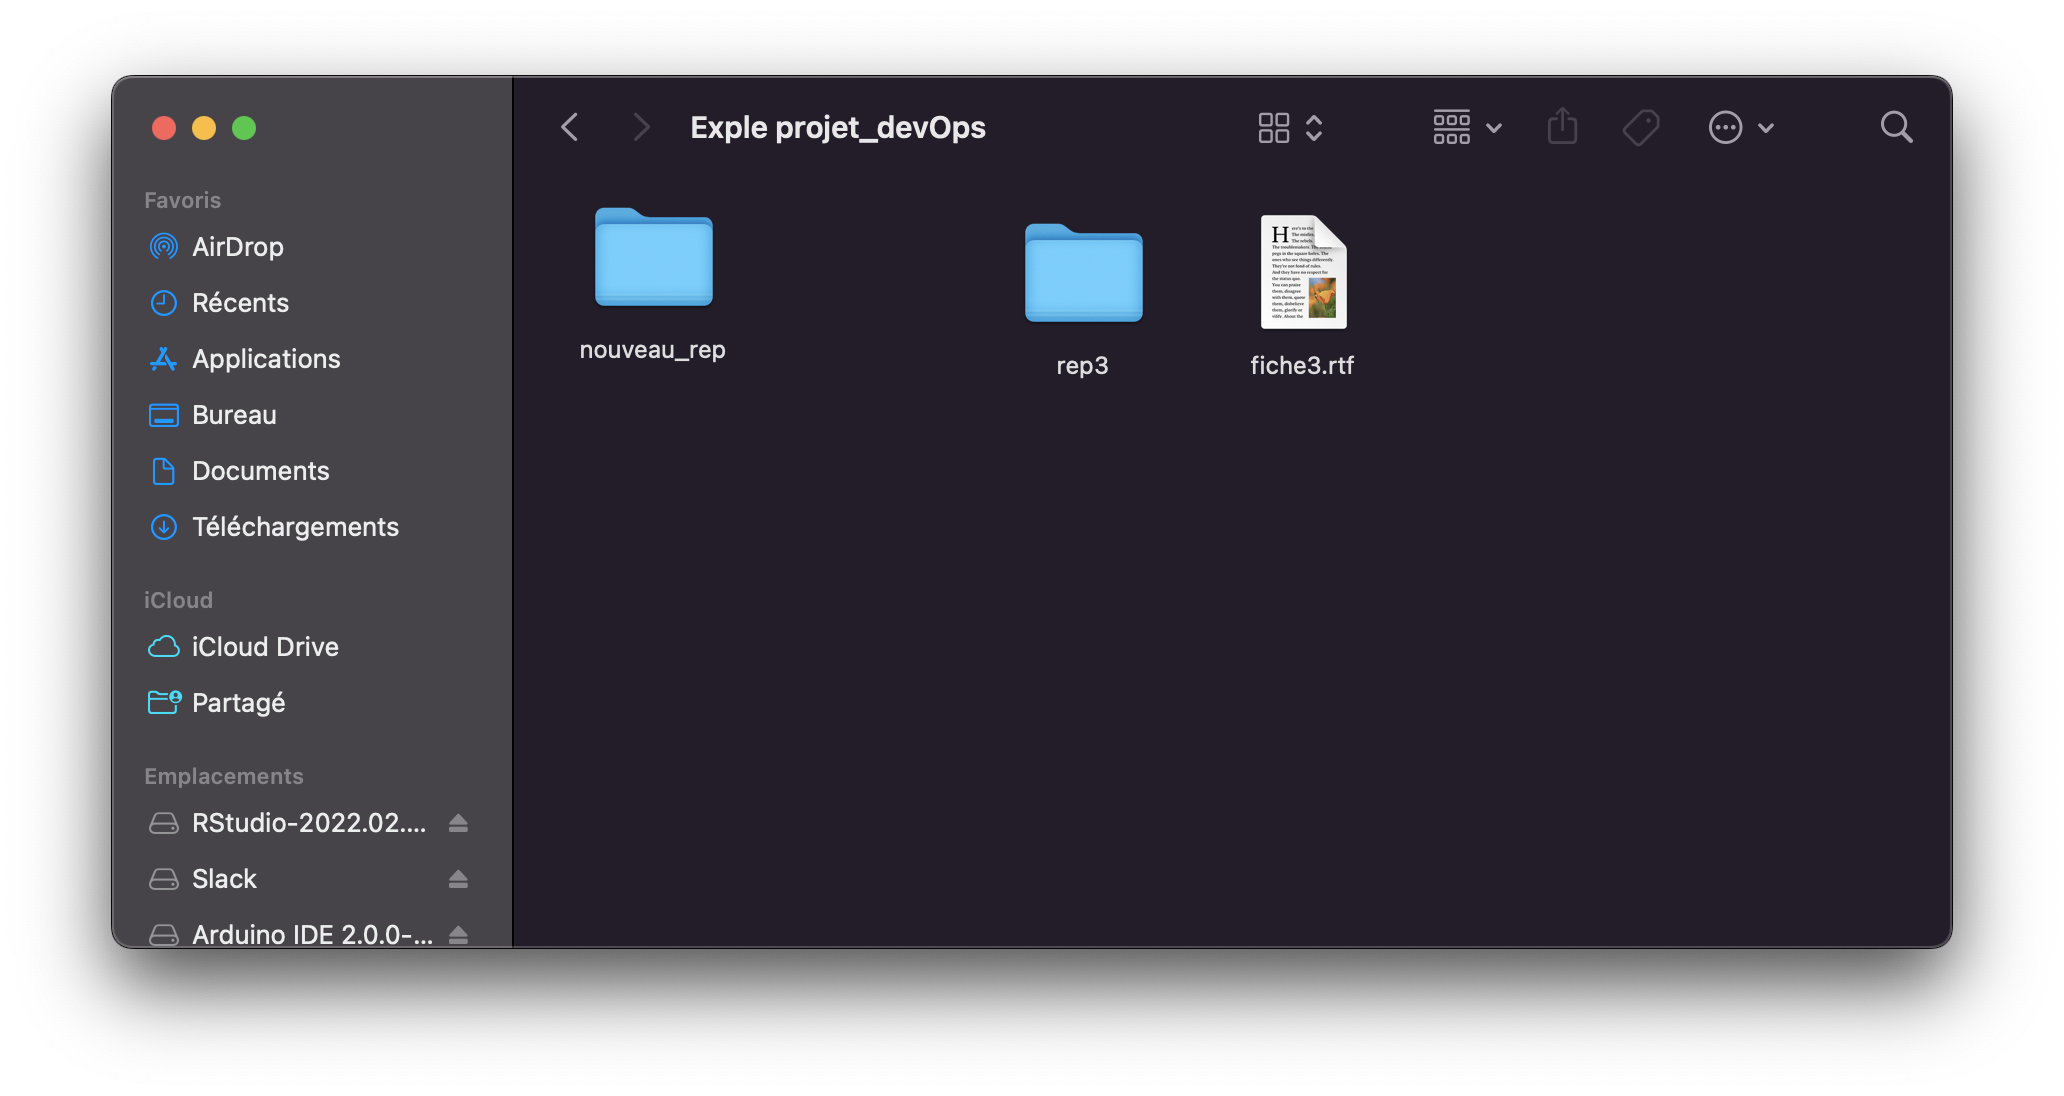 Exple projet_devOps
Favoris
AirDrop
Récents
Applications
Bureau
Documents
Téléchargements
iCloud
iCloud Drive
Partagé
Emplacements
RStudio-2022.02....
Slack
Arduino IDE 2.0.0-...
nouveau_rep
rep3
fiche3.rtf